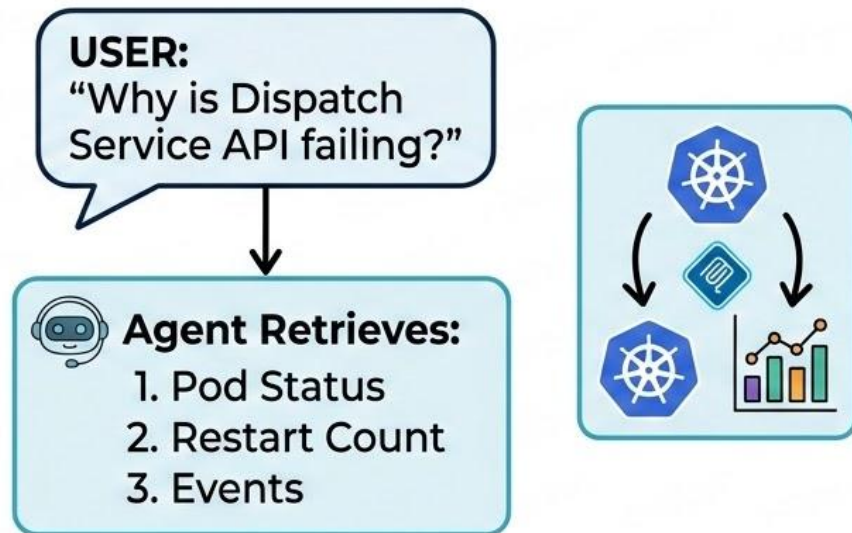 USER:
“Why is Dispatch
Service API failing?”
Agent Retrieves:
1. Pod Status
2. Restart Count
3. Events